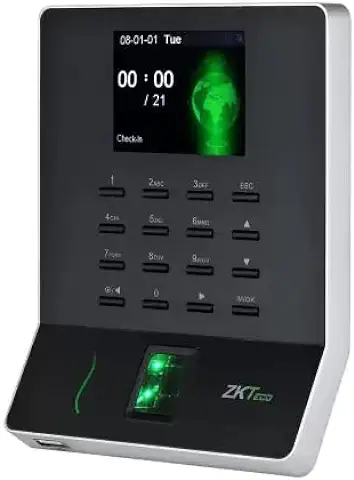 08-01-01 Tue
00 : 00
/ 21
Check-In
1 2ABC 3DEF ESC
4GHI 5JKL 6MNO ▲
7PQRS 8TUV 9WXYZ ▼
0 ▶ M/OK
ZKTeco